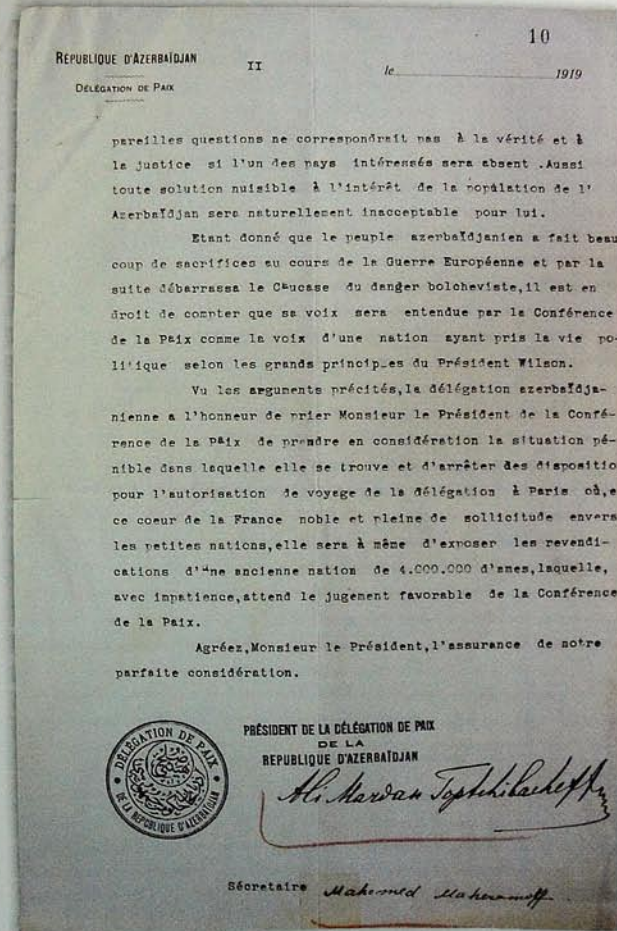 10
RÉPUBLIQUE D'AZERBAÏDJAN
II
le 1919
DÉLÉGATION DE PAIX
pareilles questions ne correspondrait pas à la vérité et à
la justice si l'un des pays intéressés sera absent .Aussi
toute solution nuisible à l'intérêt de la population de l'
Azerbaïdjan sera naturellement inacceptable pour lui.
Etant donné que le peuple azerbaïdjanien a fait beau
coup de sacrifices au cours de la Guerre Européenne et par la
suite débarrassa le Caucase du danger bolcheviste,il est en
droit de compter que sa voix sera entendue par la Conférence
de la Paix comme la voix d'une nation ayant pris la vie po-
litique selon les grands principes du Président Wilson.
Vu les arguments précités,la délégation azerbaïdja-
nienne a l'honneur de prier Monsieur le Président de la Confé-
rence de la Paix de prendre en considération la situation pé-
nible dans laquelle elle se trouve et d'arrêter des dispositio
pour l'autorisation de voyage de la délégation à Paris où,e
ce coeur de la France noble et pleine de sollicitude envers
les petites nations,elle sera à même d'exposer les revendi-
cations d'une ancienne nation de 4.000.000 d'ames,laquelle,
avec impatience,attend le jugement favorable de la Conférence
de la Paix.
Agréez,Monsieur le Président,l'assurance de notre
parfaite considération.
PRÉSIDENT DE LA DÉLÉGATION DE PAIX
DE LA
REPUBLIQUE D'AZERBAÏDJAN
DÉLÉGATION DE PAIX
DE LA RÉPUBLIQUE D'AZERBAÏDJAN
Ali Mardan Toptchibacheff
Sécretaire Mahomed Maheramoff